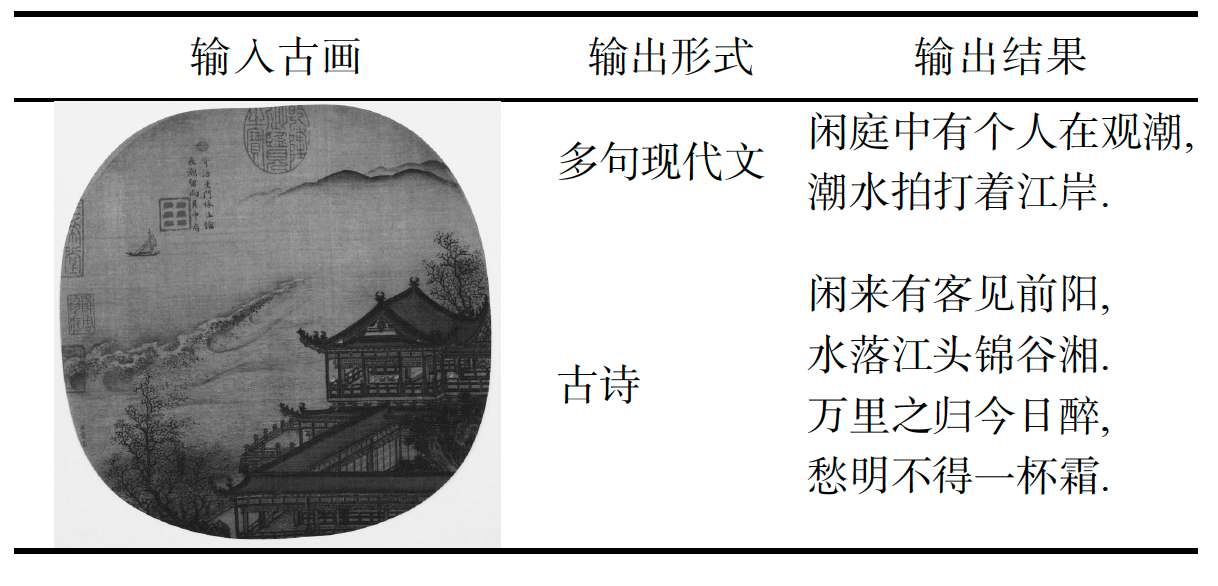 输入古画 输出形式 输出结果
多句现代文
闲庭中有个人在观潮,
潮水拍打着江岸.
古诗
闲来有客见前阳,
水落江头锦谷湘.
万里之归今日醉,
愁明不得一杯霜.